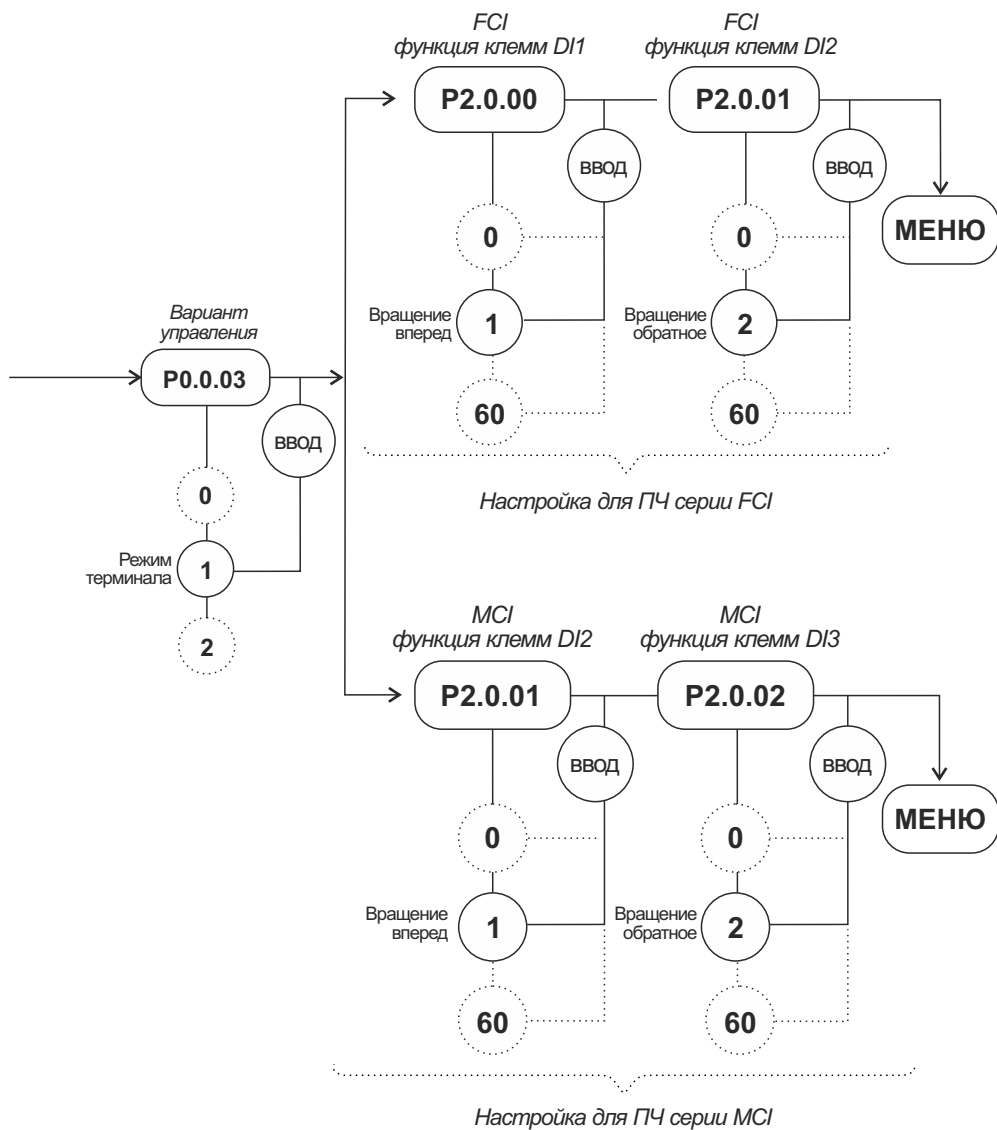 FCI
функция клемм DI1
FCI
функция клемм DI2
P2.0.00
P2.0.01
ВВОД
ВВОД
МЕНЮ
0
0
Вращение
вперед
1
Вращение
обратное
2
60
60
Настройка для ПЧ серии FCI
Вариант
управления
P0.0.03
ВВОД
0
Режим
терминала
1
2
MCI
функция клемм DI2
MCI
функция клемм DI3
P2.0.01
P2.0.02
ВВОД
ВВОД
МЕНЮ
0
0
Вращение
вперед
1
Вращение
обратное
2
60
60
Настройка для ПЧ серии MCI